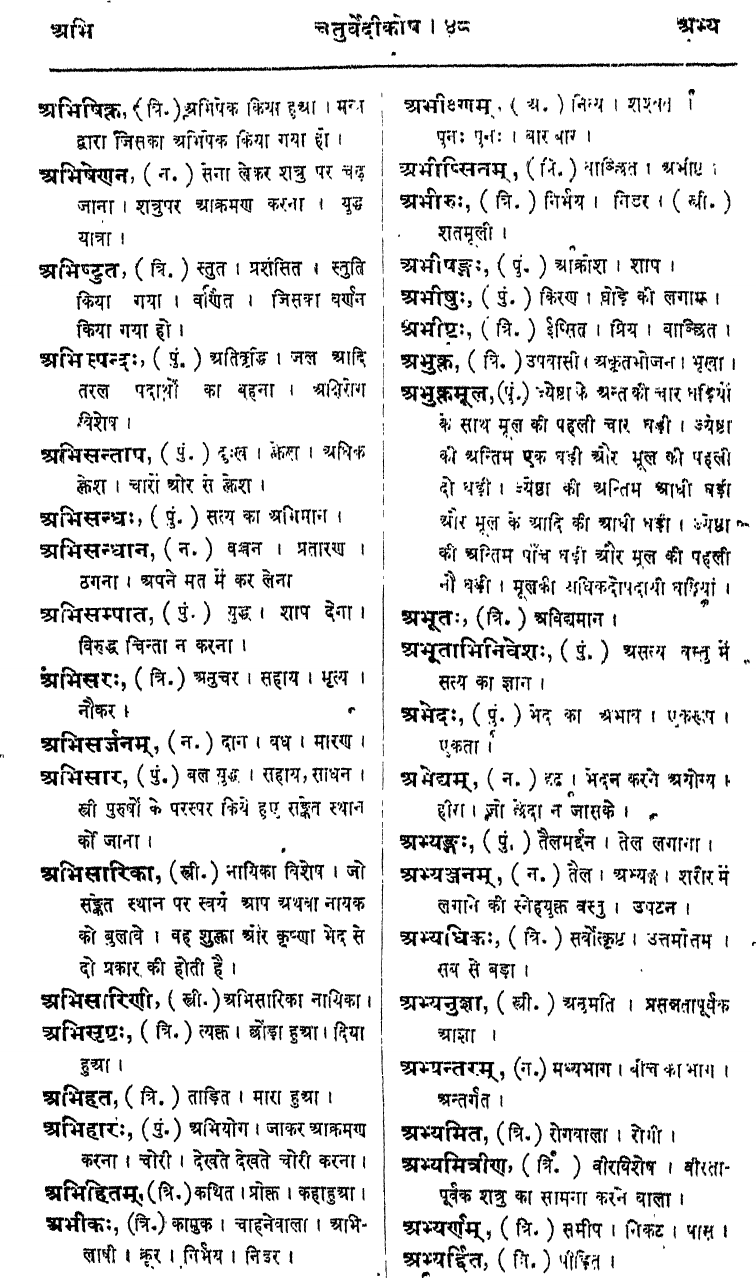 अभि चतुर्वेदीकोष । ४८ अभ्य
अभिषिक्त, (त्रि.) अभिषेक किया हुआ । मन्त्र
द्वारा जिसका अभिषेक किया गया हो ।
अभिषेणन, ( न. ) सेना लेकर शत्रु पर चढ़
जाना । शत्रुपर आक्रमण करना । युद्ध
यात्रा ।
अभिष्टुत, ( त्रि. ) स्तुत । प्रशंसित । स्तुति
किया गया । वर्णित । जिसका वर्णन
किया गया हो ।
अभिस्पन्दः, ( पुं. ) अतिवृद्धि । जल आदि
तरल पदार्थों का बहना । अक्षिरोग
विशेष ।
अभिसन्ताप, ( पुं. ) दुःख । क्लेश । अधिक
क्लेश । चारों ओर से क्लेश ।
अभिसन्धः, ( पुं. ) सत्य का अभिमान ।
अभिसन्धान, ( न. ) वञ्चन । प्रतारण ।
ठगना । अपने मत में कर लेना
अभिसम्पात, ( पुं. ) युद्ध । शाप देना ।
विरुद्ध चिन्ता न करना ।
अभिसरः, ( त्रि. ) अनुचर । सहाय । भृत्य ।
नौकर ।
अभिसर्जनम्, ( न. ) दान । वध । मारण ।
अभिसार, ( पुं. ) बल युद्ध । सहाय, साधन ।
स्त्री पुरुषों के परस्पर किये हुए सङ्केत स्थान
को जाना ।
अभिसारिका, (स्त्री.) नायिका विशेष । जो
सङ्केत स्थान पर स्वयं आप अथवा नायक
को बुलावे । वह शुक्ला और कृष्णा भेद से
दो प्रकार की होती है ।
अभिसारिणी, ( स्त्री. ) अभिसारिका नायिका ।
अभिसृष्टः, ( त्रि. ) त्यक्त । छोड़ा हुआ । दिया
हुआ ।
अभिहत, ( त्रि. ) ताड़ित । मारा हुआ ।
अभिहारः, ( पुं. ) अभियोग । जाकर आक्रमण
करना । चोरी । देखते देखते चोरी करना ।
अभिहितम्, (त्रि.) कथित । प्रोक्त । कहाहुआ ।
अभीकः, (त्रि.) कामुक । चाहनेवाला । अभि-
लाषी । क्रूर । निर्भय । निडर ।
अभीक्ष्णम्, ( अ. ) नित्य । शश्वत् ।
पुनः पुनः । बार बार ।
अभीप्सितम्, ( त्रि. ) वाञ्छित । अभीष्ट ।
अभीरुः, ( त्रि. ) निर्भय । निडर । ( स्त्री. )
शतमूली ।
अभीषङ्गः, ( पुं. ) आक्रोश । शाप ।
अभीषुः, ( पुं. ) किरण । घोड़े की लगाम ।
अभीष्टः, ( त्रि. ) ईप्सित । प्रिय । वाञ्छित ।
अभुक्त, ( त्रि. ) उपवासी । अकृतभोजन । भूखा ।
अभुक्तमूल, (पुं.) ज्येष्ठा के अन्त की चार घड़ियों
के साथ मूल की पहली चार घड़ी । ज्येष्ठा
की अन्तिम एक घड़ी और मूल की पहली
दो घड़ी । ज्येष्ठा की अन्तिम आधी घड़ी
और मूल के आदि की आधी घड़ी । ज्येष्ठा
की अन्तिम पाँच घड़ी और मूल की पहली
नौ घड़ी । मूलकी अधिकदोषदायी घड़ियां ।
अभूतः, (त्रि.) अविद्यमान ।
अभूताभिनिवेशः, ( पुं. ) असत्य वस्तु में
सत्य का ज्ञान ।
अभेदः, ( पुं. ) भेद का अभाव । एकरूप ।
एकता ।
अभेद्यम्, ( न. ) दृढ़ । भेदन करने अयोग्य ।
हीरा । जो छेदा न जासके ।
अभ्यङ्गः, ( पुं. ) तैलमर्द्दन । तेल लगाना ।
अभ्यञ्जनम्, ( न. ) तैल । अभ्यङ्ग । शरीर में
लगाने की स्नेहयुक्त वस्तु । उपटन ।
अभ्यधिकः, ( त्रि. ) सर्वोत्कृष्ट । उत्तमोतम ।
सब से बड़ा ।
अभ्यनुज्ञा, ( स्त्री. ) अनुमति । प्रसन्नतापूर्वक
आज्ञा ।
अभ्यन्तरम्, (न.) मध्यभाग । बीच का भाग ।
अन्तर्गत ।
अभ्यमित, (त्रि.) रोगवाला । रोगी ।
अभ्यमित्रीण, ( त्रि. ) वीरविशेष । वीरता-
पूर्वक शत्रु का सामना करने वाला ।
अभ्यर्णम्, ( त्रि. ) समीप । निकट । पास ।
अभ्यर्द्दित, ( त्रि. ) पीड़ित ।